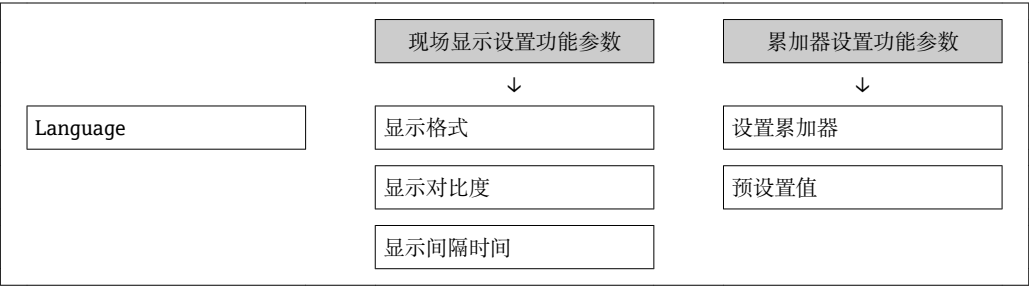 现场显示设置功能参数
累加器设置功能参数
↓
↓
Language
显示格式
设置累加器
显示对比度
预设置值
显示间隔时间